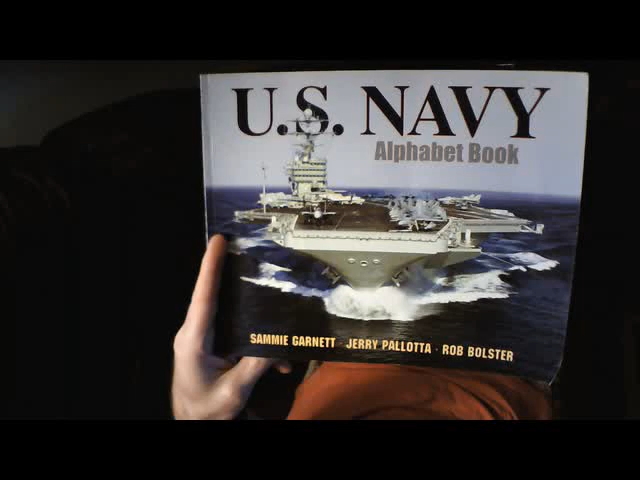 U.S. NAVY
Alphabet Book
SAMMIE GARNETT · JERRY PALLOTTA · ROB BOLSTER